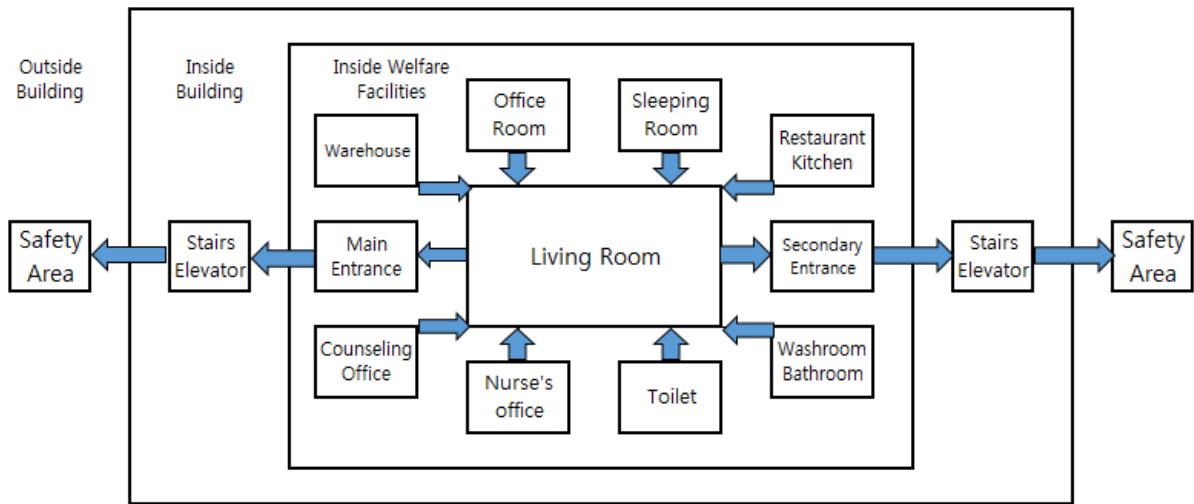 Outside
Building
Inside
Building
Inside Welfare
Facilities
Office
Room
Sleeping
Room
Warehouse
Restaurant
Kitchen
Safety
Area
Stairs
Elevator
Main
Entrance
Living Room
Secondary
Entrance
Stairs
Elevator
Safety
Area
Counseling
Office
Nurse's
office
Toilet
Washroom
Bathroom